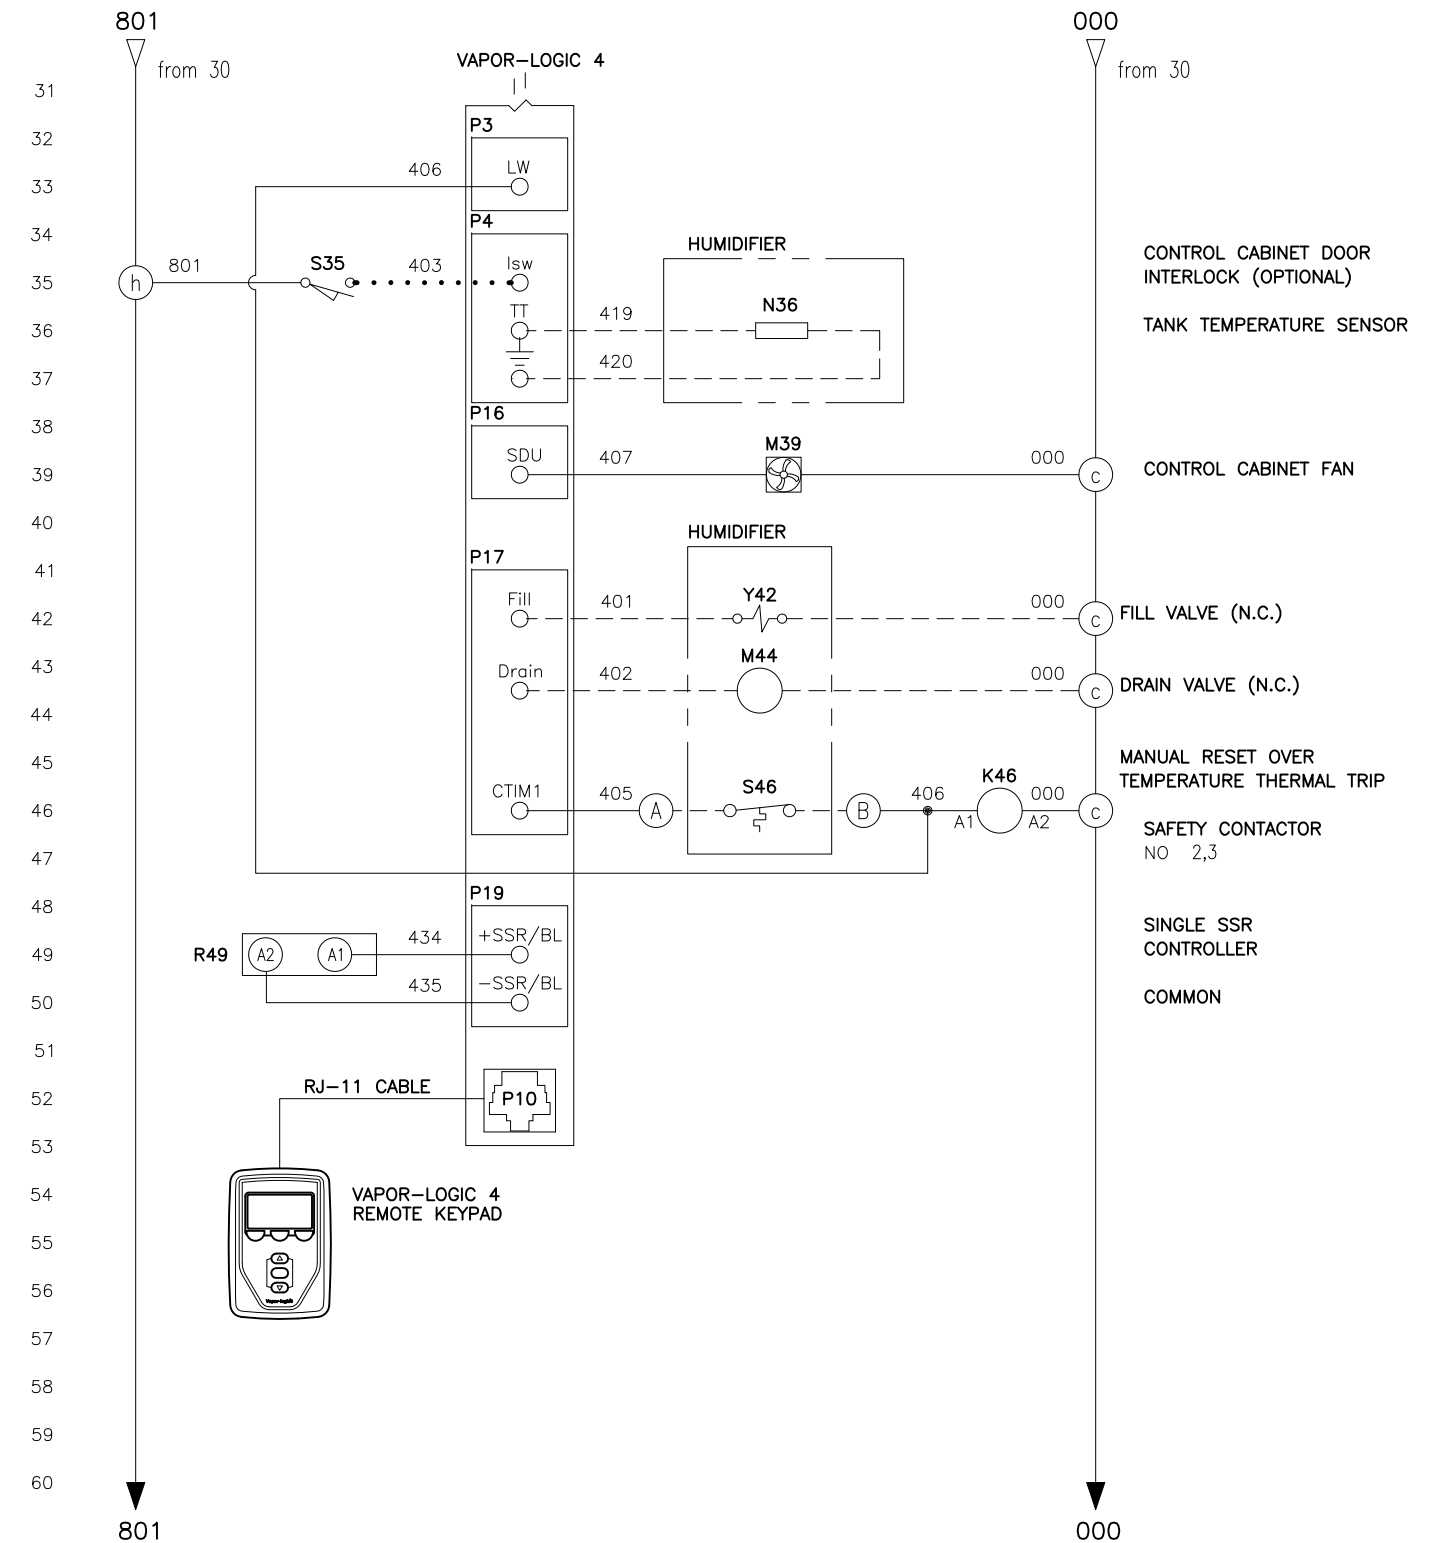 801
000
from 30
from 30
VAPOR-LOGIC 4
31
32
P3
406
LW
33
P4
34
HUMIDIFIER
CONTROL CABINET DOOR
INTERLOCK (OPTIONAL)
801
S35
403
Isw
35
h
TT
419
N36
36
TANK TEMPERATURE SENSOR
420
37
P16
38
M39
SDU
407
000
39
c
CONTROL CABINET FAN
40
HUMIDIFIER
P17
41
Fill
401
Y42
000
42
c
FILL VALVE (N.C.)
43
M44
Drain
402
000
c
DRAIN VALVE (N.C.)
44
45
MANUAL RESET OVER
TEMPERATURE THERMAL TRIP
CTIM1
405
S46
406
K46
000
46
A
B
A1
A2
c
SAFETY CONTACTOR
NO 2,3
47
P19
48
SINGLE SSR
CONTROLLER
434
+SSR/BL
49
R49
A2
A1
435
-SSR/BL
50
COMMON
51
RJ-11 CABLE
52
P10
53
54
VAPOR-LOGIC 4
REMOTE KEYPAD
55
56
Vapor-logic
57
58
59
60
801
000